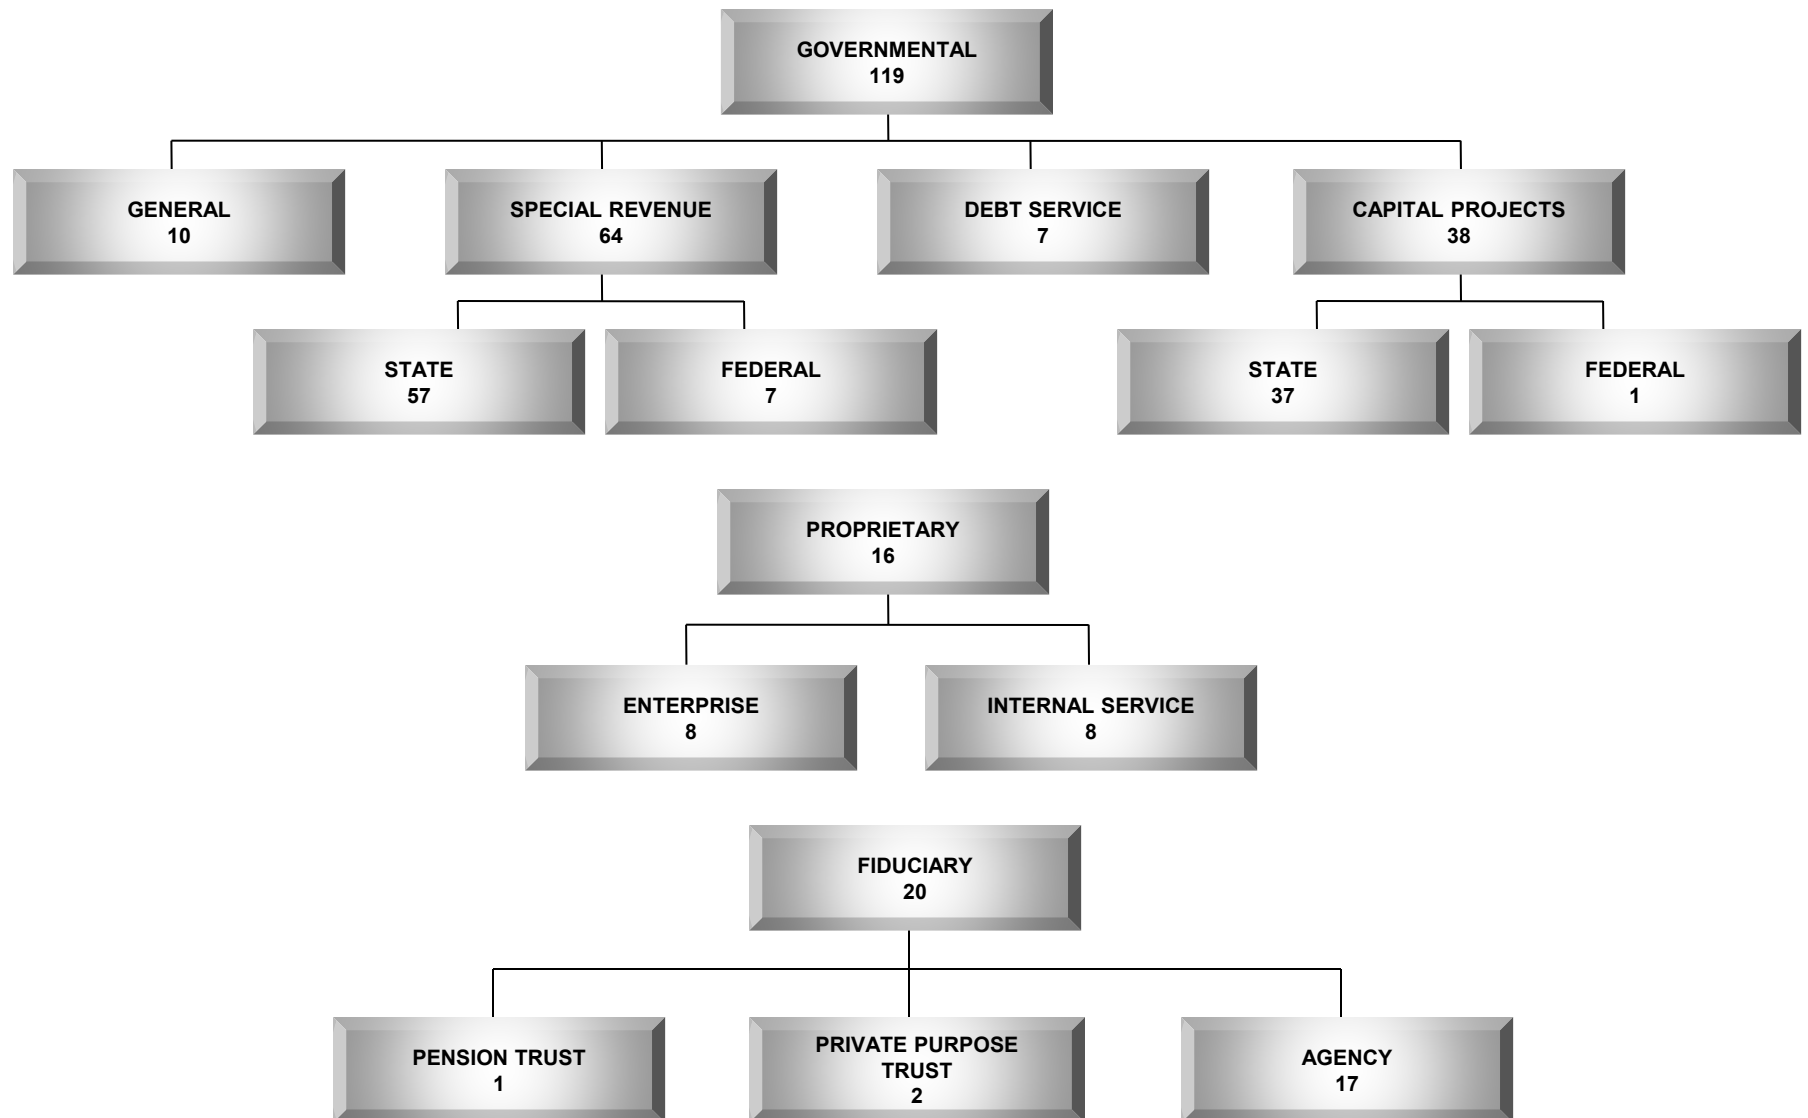 GOVERNMENTAL
119
GENERAL
10
SPECIAL REVENUE
64
DEBT SERVICE
7
CAPITAL PROJECTS
38
STATE
57
FEDERAL
7
STATE
37
FEDERAL
1
PROPRIETARY
16
ENTERPRISE
8
INTERNAL SERVICE
8
FIDUCIARY
20
PENSION TRUST
1
PRIVATE PURPOSE
TRUST
2
AGENCY
17